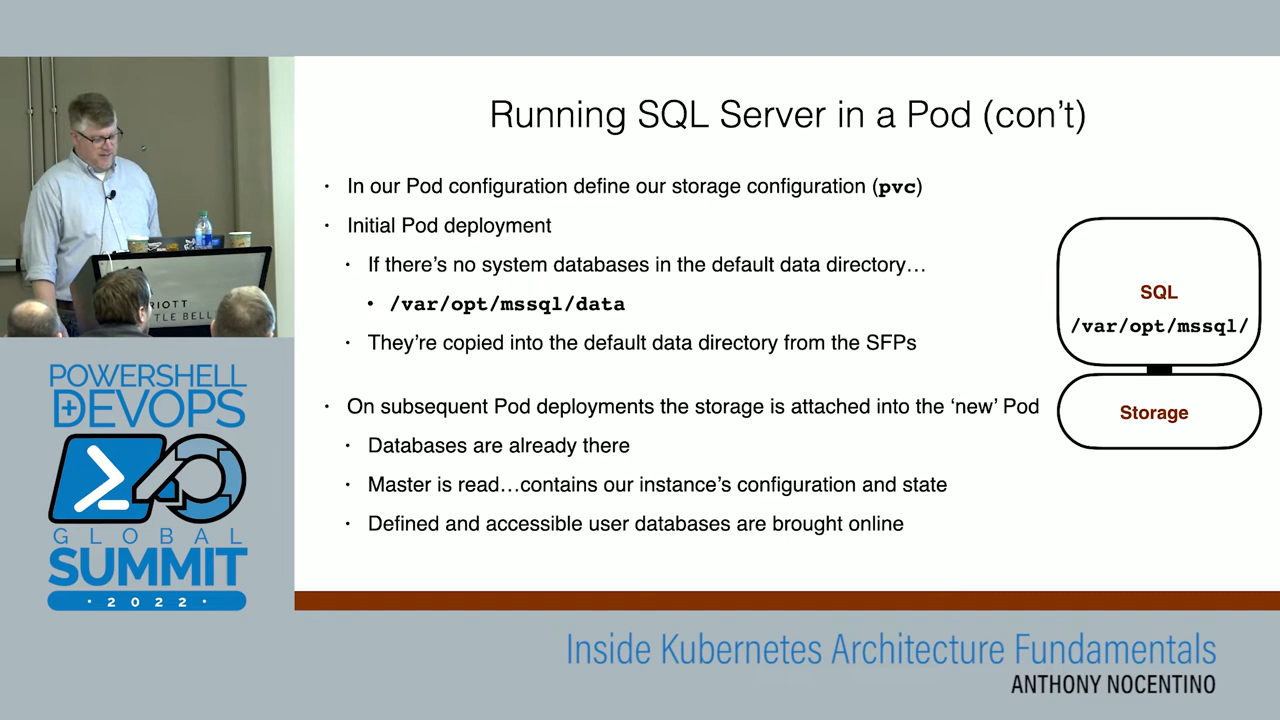 Running SQL Server in a Pod (con't)
• In our Pod configuration define our storage configuration (pvc)
• Initial Pod deployment
• If there's no system databases in the default data directory…
• /var/opt/mssql/data
• They're copied into the default data directory from the SFPs
• On subsequent Pod deployments the storage is attached into the 'new' Pod
• Databases are already there
• Master is read…contains our instance's configuration and state
• Defined and accessible user databases are brought online
SQL
/var/opt/mssql/
Storage
POWERSHELL
+DEVOPS
GLOBAL
SUMMIT
· 2022 ·
Inside Kubernetes Architecture Fundamentals
ANTHONY NOCENTINO